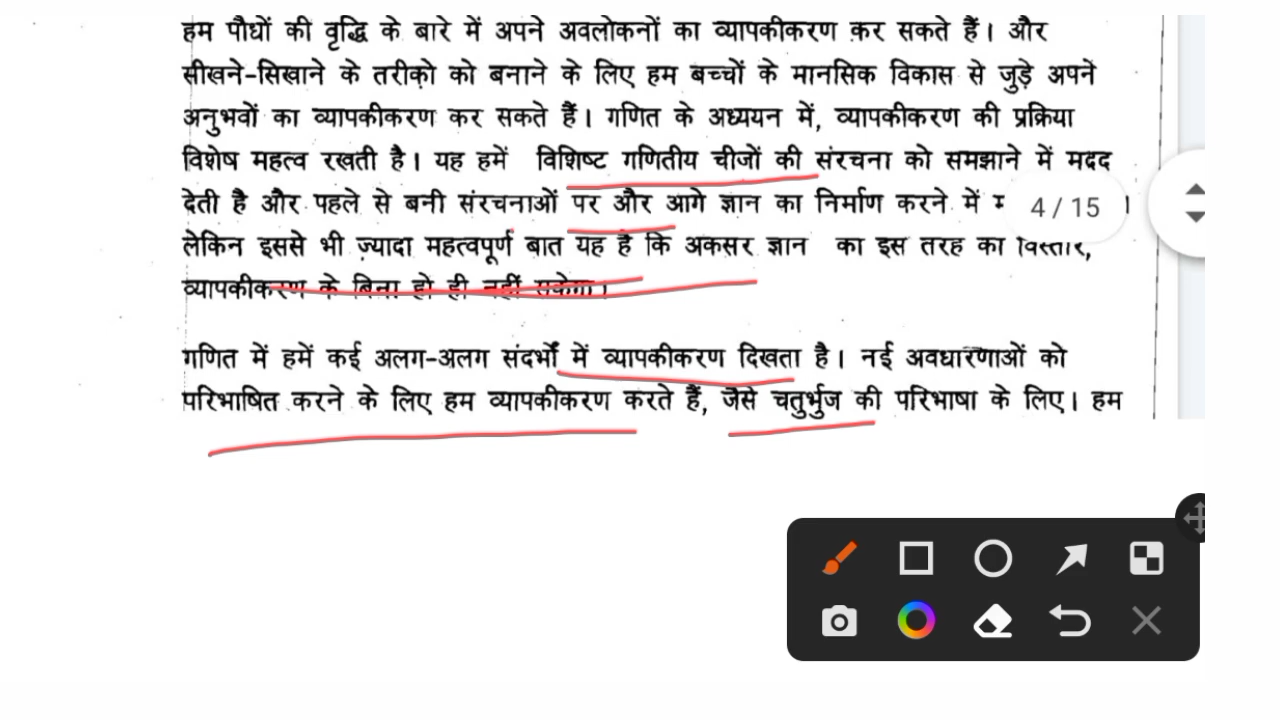 हम पौधों की वृद्धि के बारे में अपने अवलोकनों का व्यापकीकरण कर सकते हैं। और
सीखने-सिखाने के तरीक़ो को बनाने के लिए हम बच्चों के मानसिक विकास से जुड़े अपने
अनुभवों का व्यापकीकरण कर सकते हैं। गणित के अध्ययन में, व्यापकीकरण की प्रक्रिया
विशेष महत्व रखती है। यह हमें विशिष्ट गणितीय चीजों की संरचना को समझाने में मदद
देती है और पहले से बनी संरचनाओं पर और आगे ज्ञान का निर्माण करने में 4 / 15
लेकिन इससे भी ज़्यादा महत्वपूर्ण बात यह है कि अकसर ज्ञान का इस तरह का विस्तार,
व्यापकीकरण के बिना हो ही नहीं सकेगा।
गणित में हमें कई अलग-अलग संदर्भों में व्यापकीकरण दिखता है। नई अवधारणाओं को
परिभाषित करने के लिए हम व्यापकीकरण करते हैं, जैसे चतुर्भुज की परिभाषा के लिए। हम